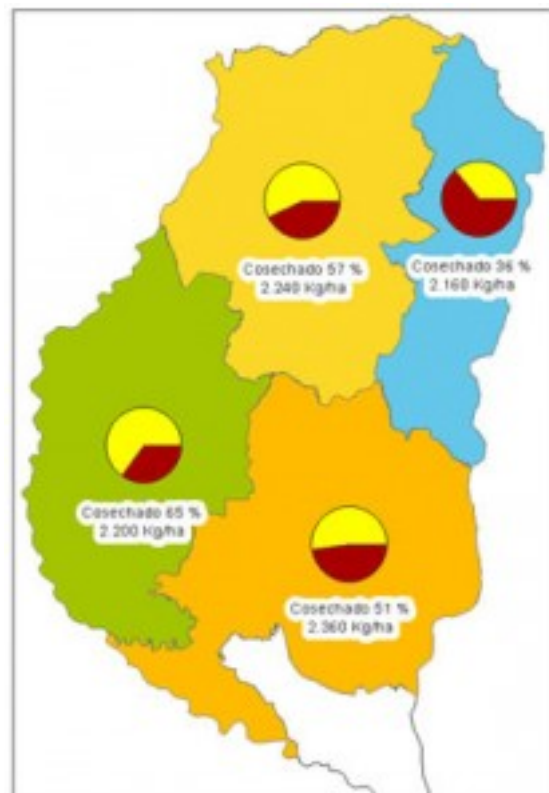 Cosechado 57 %
2.240 Kg/ha
Cosechado 36 %
2.160 Kg/ha
Cosechado 65 %
2.200 Kg/ha
Cosechado 51 %
2.360 Kg/ha